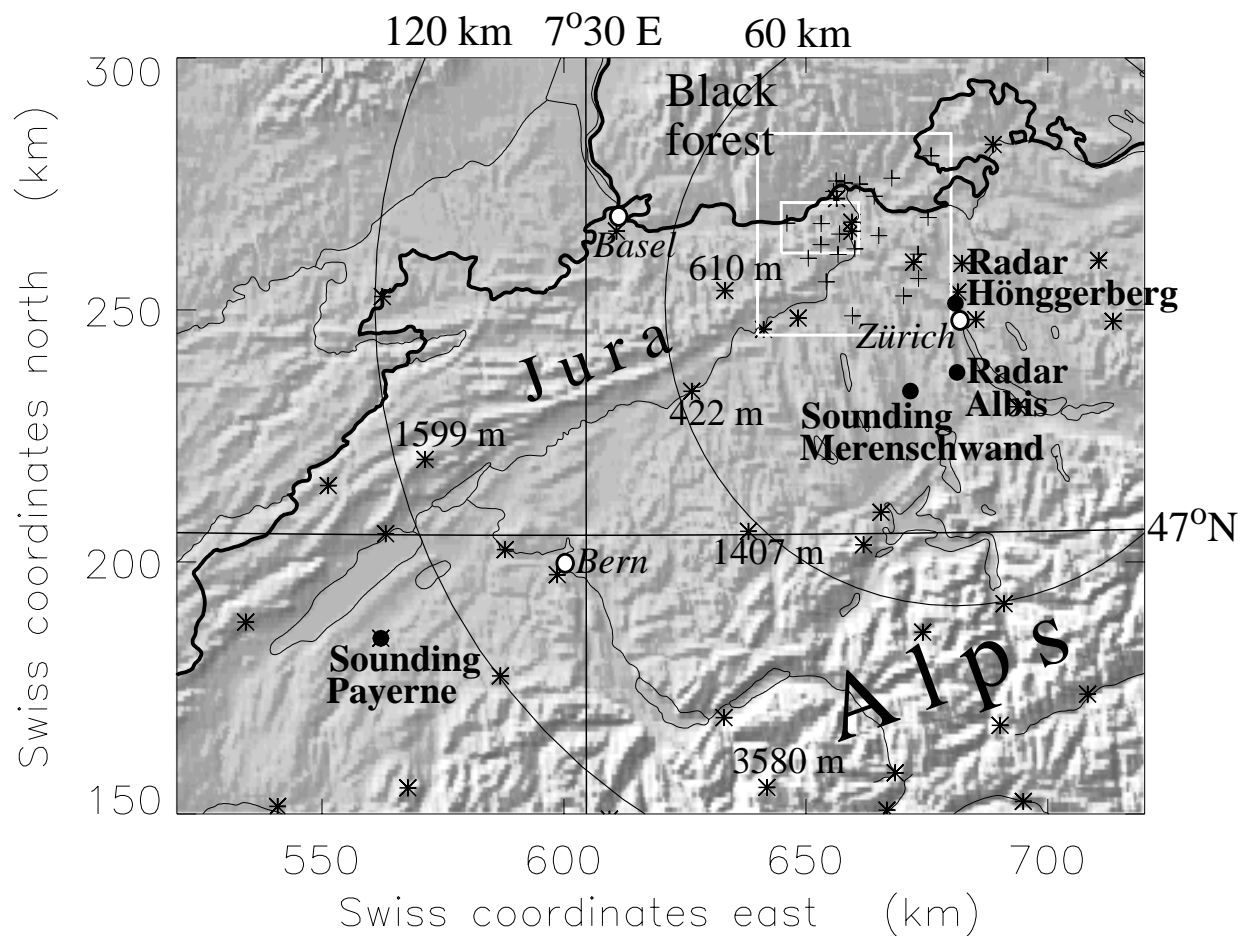 120 km 7°30 E 60 km
300
Black
forest
Basel
610 m
Radar
Hönggerberg
250
Zürich
Jura
Radar
Albis
422 m
Sounding
Merenschwand
1599 m
47°N
1407 m
200
Bern
Alps
Sounding
Payerne
3580 m
150
550 600 650 700
Swiss coordinates east (km)
Swiss coordinates north (km)